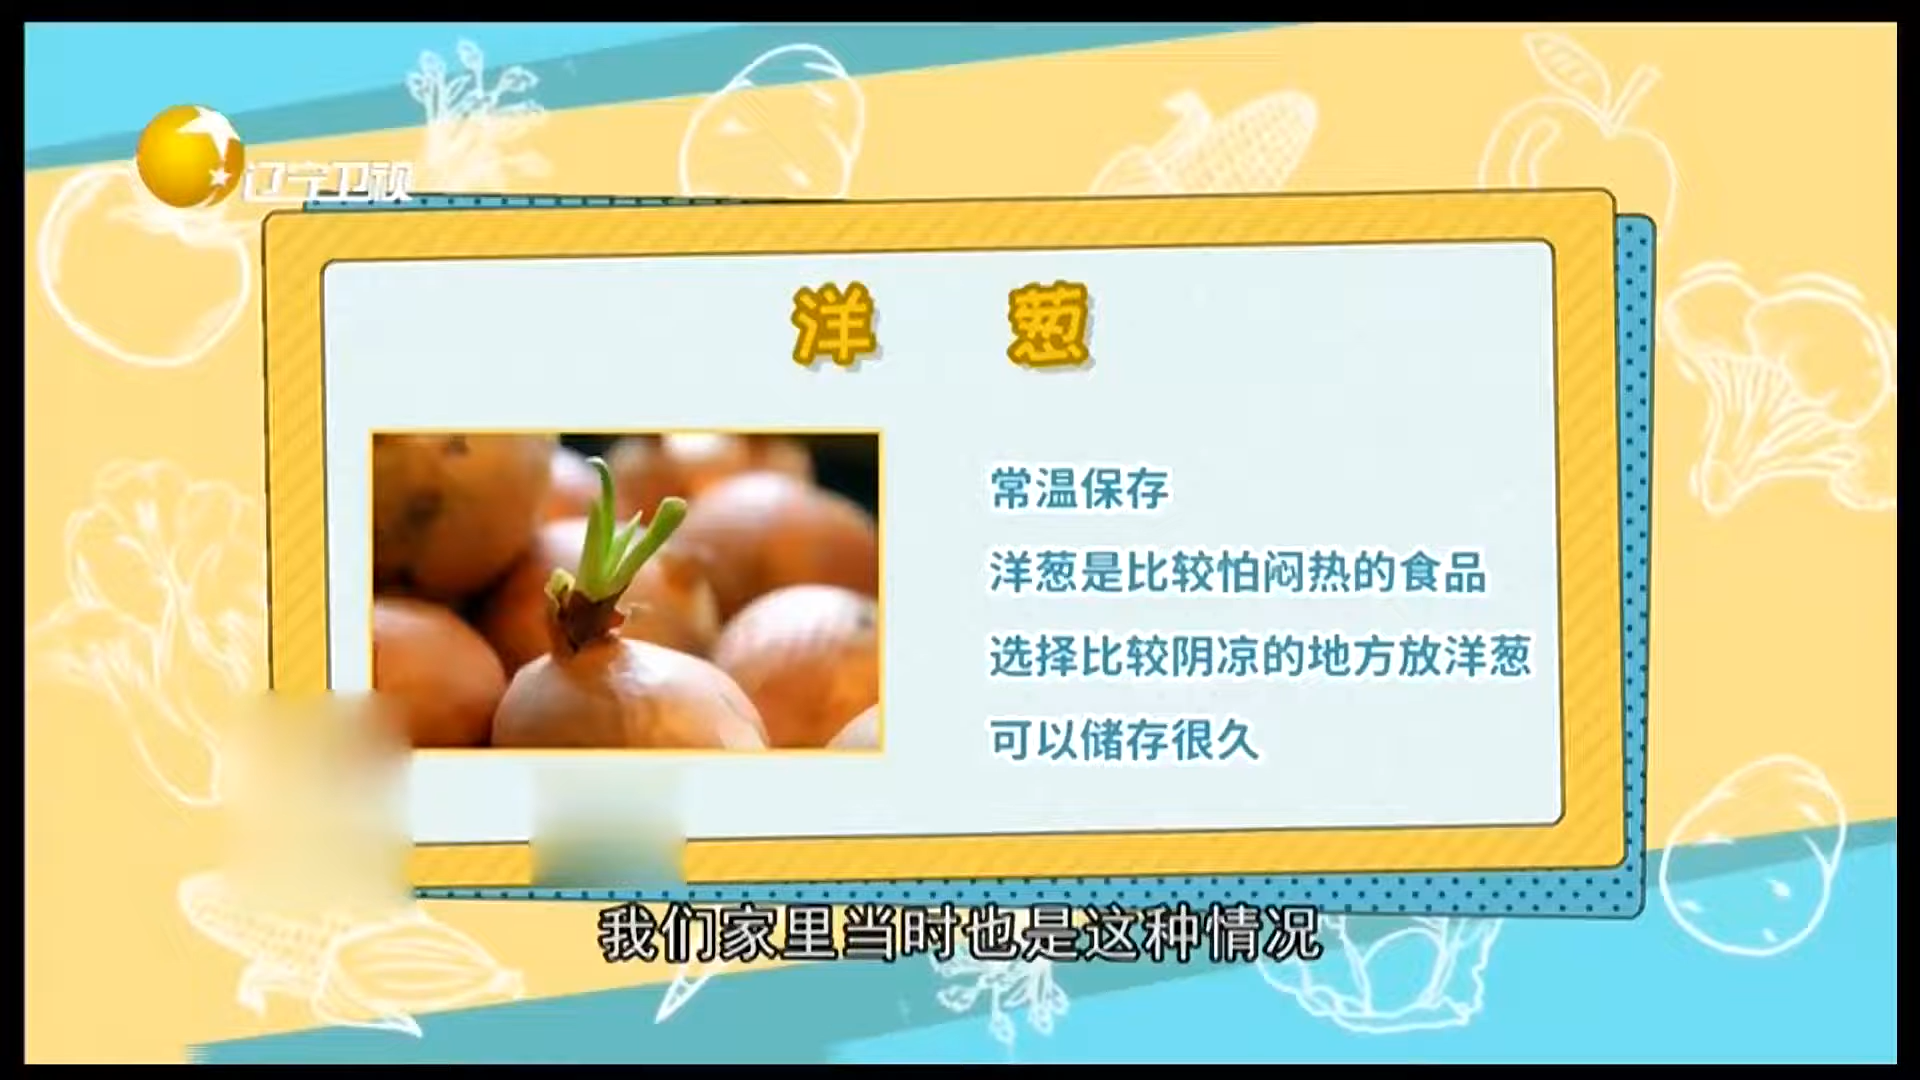 辽宁卫视
洋葱
常温保存
洋葱是比较怕闷热的食品
选择比较阴凉的地方放洋葱
可以储存很久
我们家里当时也是这种情况